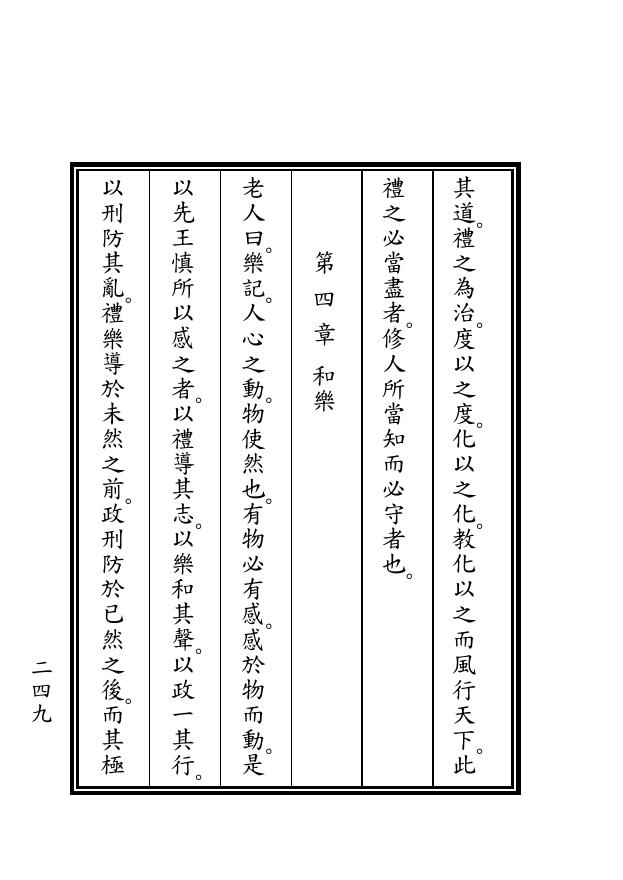 其道。禮之為治。度以之度。化以之化。教化以之而風行天下。此
禮之必當盡者。修人所當知而必守者也。
第四章 和樂
老人曰。樂記。人心之動。物使然也。有物必有感。感於物而動。是
以先王慎所以感之者。以禮導其志。以樂和其聲。以政一其行。
以刑防其亂。禮樂導於未然之前。政刑防於已然之後。而其極
二四九